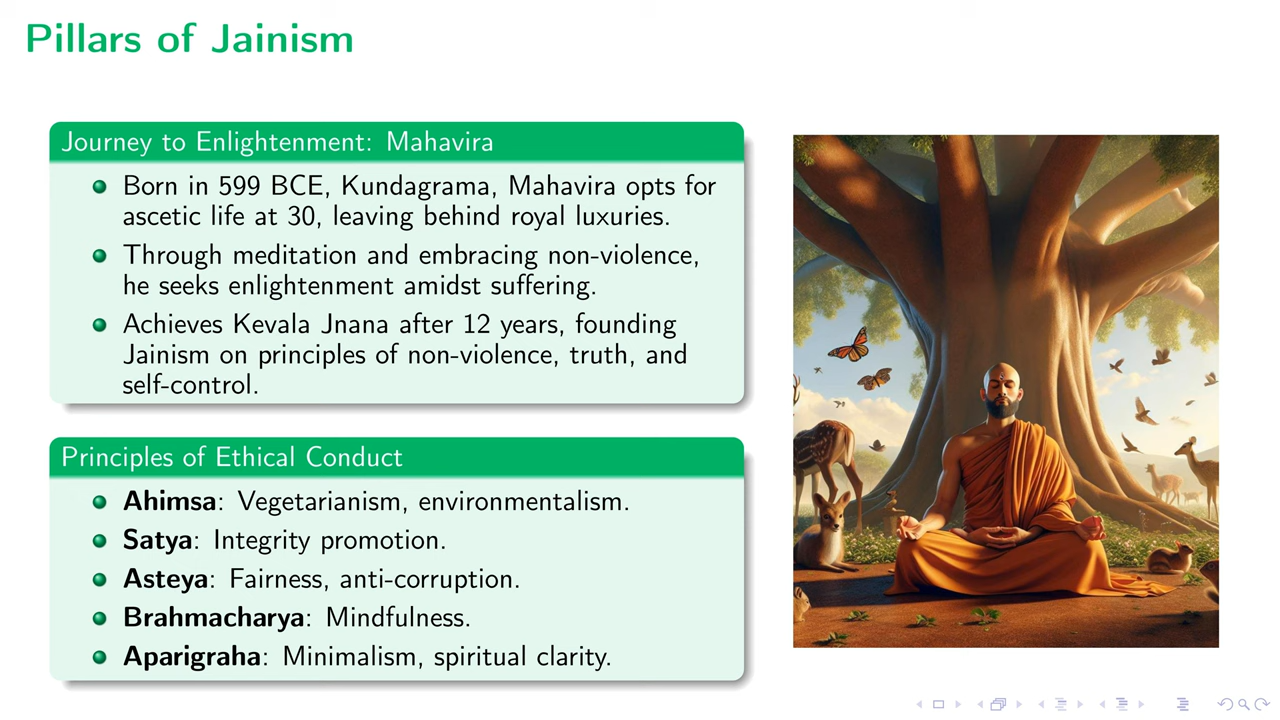 Pillars of Jainism
Journey to Enlightenment: Mahavira
Born in 599 BCE, Kundagrama, Mahavira opts for
ascetic life at 30, leaving behind royal luxuries.
Through meditation and embracing non-violence,
he seeks enlightenment amidst suffering.
Achieves Kevala Jnana after 12 years, founding
Jainism on principles of non-violence, truth, and
self-control.
Principles of Ethical Conduct
Ahimsa: Vegetarianism, environmentalism.
Satya: Integrity promotion.
Asteya: Fairness, anti-corruption.
Brahmacharya: Mindfulness.
Aparigraha: Minimalism, spiritual clarity.